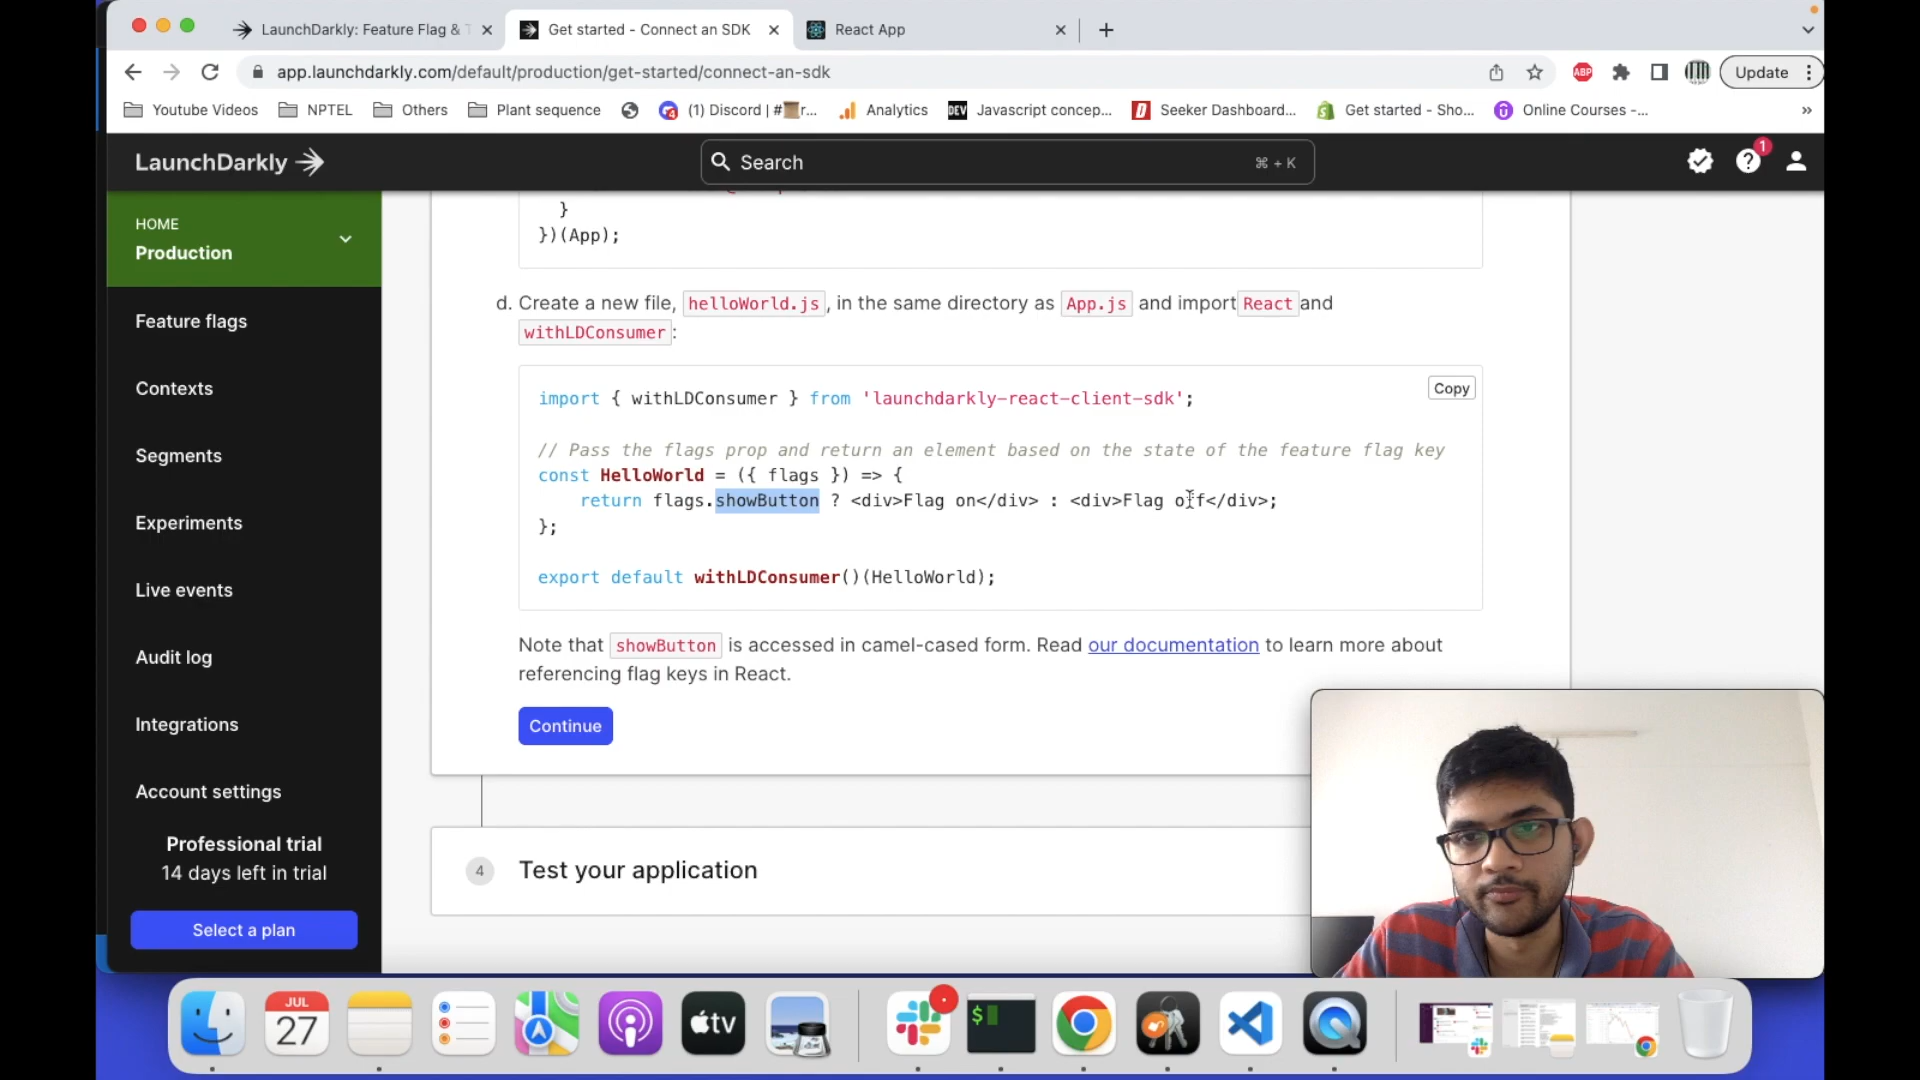 LaunchDarkly: Feature Flag & T
Get started - Connect an SDK
React App
app.launchdarkly.com/default/production/get-started/connect-an-sdk
ABP
Update
Youtube Videos
NPTEL
Others
Plant sequence
(1) Discord | #📜r...
Analytics
DEV
Javascript concep...
Seeker Dashboard...
Get started - Sho...
Online Courses -...
»
LaunchDarkly
Search
⌘ + K
1
HOME
Production
Feature flags
Contexts
Segments
Experiments
Live events
Audit log
Integrations
Account settings
Professional trial
14 days left in trial
Select a plan
}
})(App);
d. Create a new file, helloWorld.js, in the same directory as App.js and import React and
withLDConsumer:
Copy
import { withLDConsumer } from 'launchdarkly-react-client-sdk';
// Pass the flags prop and return an element based on the state of the feature flag key
const HelloWorld = ({ flags }) => {
return flags.showButton ? <div>Flag on</div> : <div>Flag off</div>;
};
export default withLDConsumer()(HelloWorld);
Note that showButton is accessed in camel-cased form. Read our documentation to learn more about
referencing flag keys in React.
Continue
4
Test your application
JUL
27
tv
$